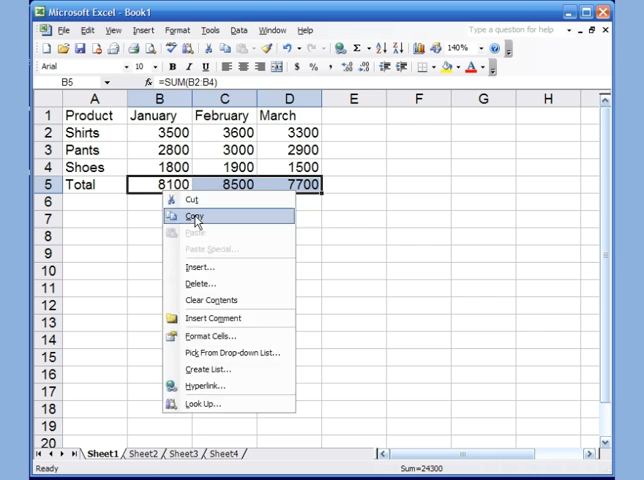 Microsoft Excel - Book1
File Edit View Insert Format Tools Data Window Help Type a question for help
140%
Arial 10 B I U $ %
B5 fx =SUM(B2:B4)
A B C D E F G H
1 Product January February March
2 Shirts 3500 3600 3300
3 Pants 2800 3000 2900
4 Shoes 1800 1900 1500
5 Total 8100 8500 7700
6 Cut
7 Copy
8 Paste
9 Paste Special...
10 Insert...
11 Delete...
12 Clear Contents
13 Insert Comment
14 Format Cells...
15 Pick From Drop-down List...
16 Create List...
17 Hyperlink...
18 Look Up...
19
20
Sheet1 Sheet2 Sheet3 Sheet4
Ready Sum=24300